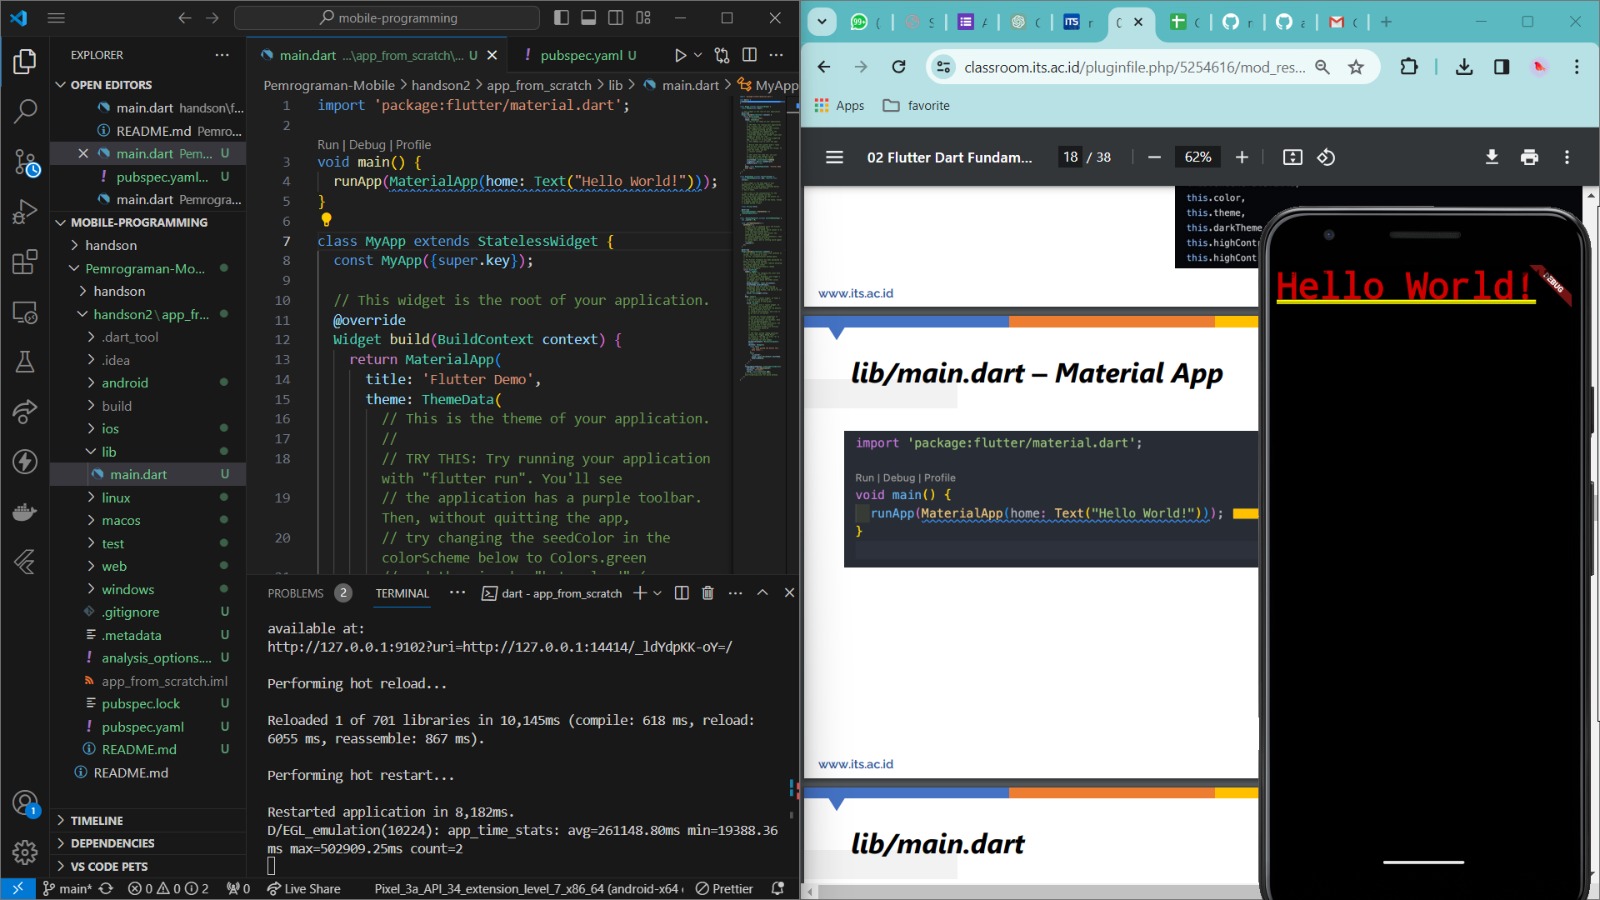 mobile-programming
EXPLORER
OPEN EDITORS
main.dart handson\f...
README.md Pemro...
main.dart Pem... U
pubspec.yaml... U
main.dart Pemrogra...
MOBILE-PROGRAMMING
handson
Pemrograman-Mo...
handson
handson2\app_fr...
.dart_tool
.idea
android
build
ios
lib
main.dart U
linux
macos
test
web
windows
.gitignore U
.metadata U
analysis_options.... U
app_from_scratch.iml
pubspec.lock U
pubspec.yaml U
README.md U
README.md
TIMELINE
DEPENDENCIES
VS CODE PETS
main.dart ...\app_from_scratch\... U
pubspec.yaml U
Pemrograman-Mobile > handson2 > app_from_scratch > lib > main.dart > MyApp
1 import 'package:flutter/material.dart';
2
Run | Debug | Profile
3 void main() {
4 runApp(MaterialApp(home: Text("Hello World!")));
5 }
6
7 class MyApp extends StatelessWidget {
8 const MyApp({super.key});
9
10 // This widget is the root of your application.
11 @override
12 Widget build(BuildContext context) {
13 return MaterialApp(
14 title: 'Flutter Demo',
15 theme: ThemeData(
16 // This is the theme of your application.
17 //
18 // TRY THIS: Try running your application
with "flutter run". You'll see
19 // the application has a purple toolbar.
Then, without quitting the app,
20 // try changing the seedColor in the
colorScheme below to Colors.green
PROBLEMS 2 TERMINAL dart - app_from_scratch
available at:
http://127.0.0.1:9102?uri=http://127.0.0.1:14414/_ldYdpKK-oY=/
Performing hot reload...
Reloaded 1 of 701 libraries in 10,145ms (compile: 618 ms, reload:
6055 ms, reassemble: 867 ms).
Performing hot restart...
Restarted application in 8,182ms.
D/EGL_emulation(10224): app_time_stats: avg=261148.80ms min=19388.36
ms max=502909.25ms count=2
main* 0 0 2 0 Live Share Pixel_3a_API_34_extension_level_7_x86_64 (android-x64 Prettier
classroom.its.ac.id/pluginfile.php/5254616/mod_res...
Apps favorite
02 Flutter Dart Fundam... 18 / 38 62%
this.color,
this.theme,
this.darkTheme
this.highContr
this.highCont
www.its.ac.id
lib/main.dart – Material App
import 'package:flutter/material.dart';
Run | Debug | Profile
void main() {
runApp(MaterialApp(home: Text("Hello World!")));
}
www.its.ac.id
lib/main.dart
Hello World!
DEBUG